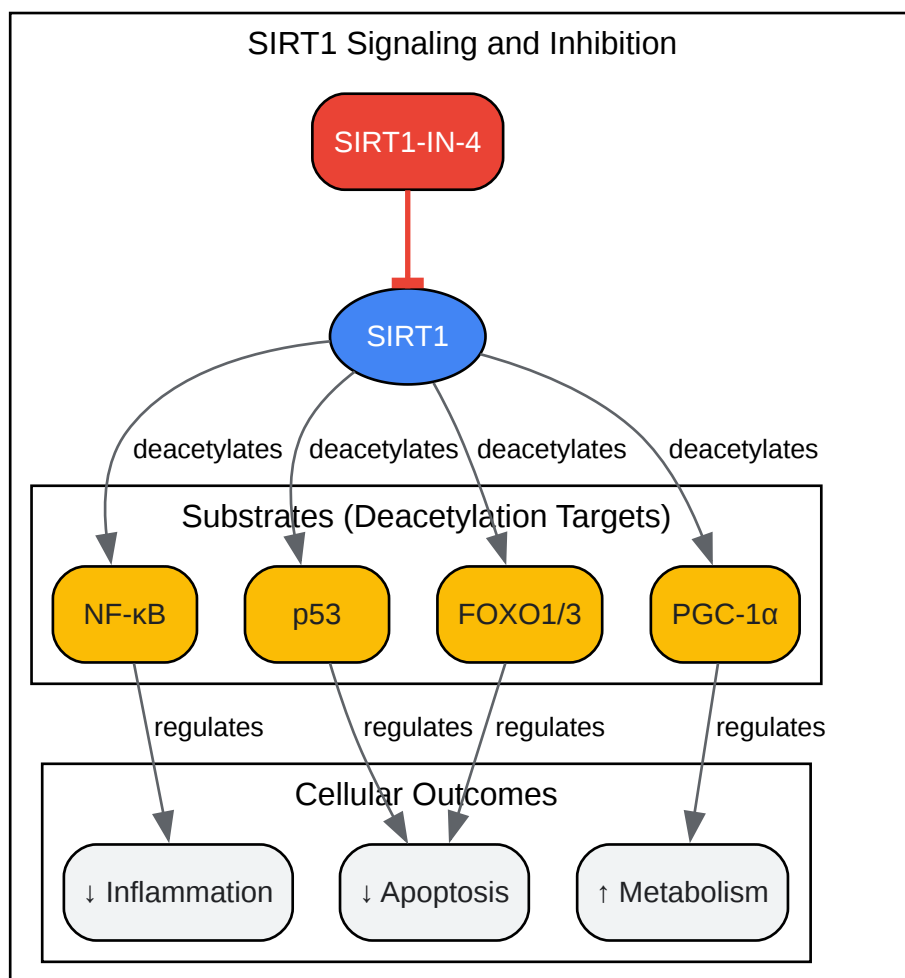 SIRT1 Signaling and Inhibition
SIRT1-IN-4
SIRT1
deacetylates
deacetylates
deacetylates
deacetylates
Substrates (Deacetylation Targets)
NF-κB
p53
FOXO1/3
PGC-1α
regulates
regulates
regulates
regulates
Cellular Outcomes
↓ Inflammation
↓ Apoptosis
↑ Metabolism